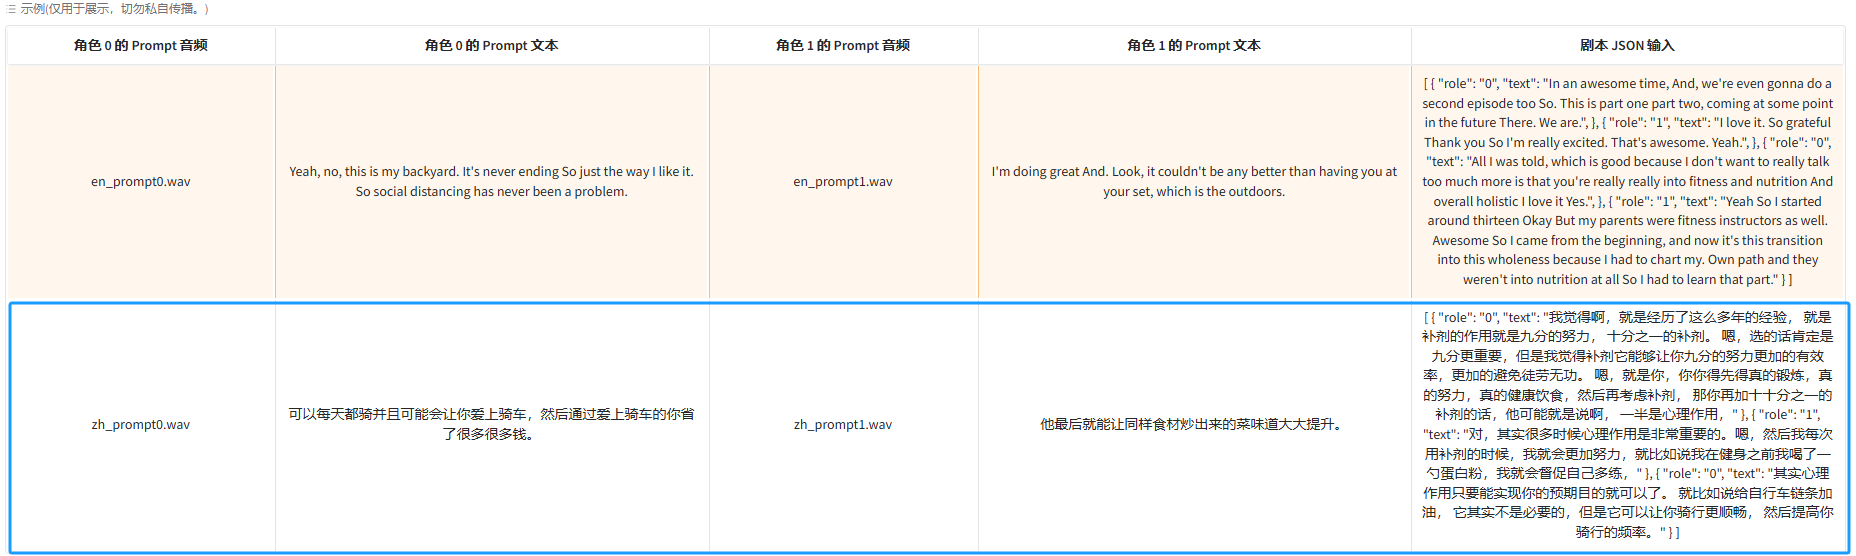 示例(仅用于展示，切勿私自传播。)
角色 0 的 Prompt 音频
角色 0 的 Prompt 文本
角色 1 的 Prompt 音频
角色 1 的 Prompt 文本
剧本 JSON 输入
en_prompt0.wav
Yeah, no, this is my backyard. It's never ending So just the way I like it.
So social distancing has never been a problem.
en_prompt1.wav
I'm doing great And. Look, it couldn't be any better than having you at
your set, which is the outdoors.
[ { "role": "0", "text": "In an awesome time, And, we're even gonna do a
second episode too So. This is part one part two, coming at some point
in the future There. We are.", }, { "role": "1", "text": "I love it. So grateful
Thank you So I'm really excited. That's awesome. Yeah.", }, { "role": "0",
"text": "All I was told, which is good because I don't want to really talk
too much more is that you're really really into fitness and nutrition And
overall holistic I love it Yes.", }, { "role": "1", "text": "Yeah So I started
around thirteen Okay But my parents were fitness instructors as well.
Awesome So I came from the beginning, and now it's this transition
into this wholeness because I had to chart my. Own path and they
weren't into nutrition at all So I had to learn that part." } ]
zh_prompt0.wav
可以每天都骑并且可能会让你爱上骑车，然后通过爱上骑车的你省
了很多很多钱。
zh_prompt1.wav
他最后就能让同样食材炒出来的菜味道大大提升。
[ { "role": "0", "text": "我觉得啊，就是经历了这么多年的经验， 就是
补剂的作用就是九分的努力， 十分之一的补剂。 嗯，选的话肯定是
九分更重要，但是我觉得补剂它能够让你九分的努力更加的有效
率，更加的避免徒劳无功。 嗯，就是你，你你得先得真的锻炼，真
的努力，真的健康饮食，然后再考虑补剂， 那你再加十十分之一的
补剂的话，他可能就是说啊， 一半是心理作用， " }, { "role": "1",
"text": "对，其实很多时候心理作用是非常重要的。嗯，然后我每次
用补剂的时候，我就会更加努力，就比如说我在健身之前我喝了一
勺蛋白粉，我就会督促自己多练， " }, { "role": "0", "text": "其实心理
作用只要能实现你的预期目的就可以了。 就比如说给自行车链条加
油， 它其实不是必要的，但是它可以让你骑行更顺畅， 然后提高你
骑行的频率。" } ]